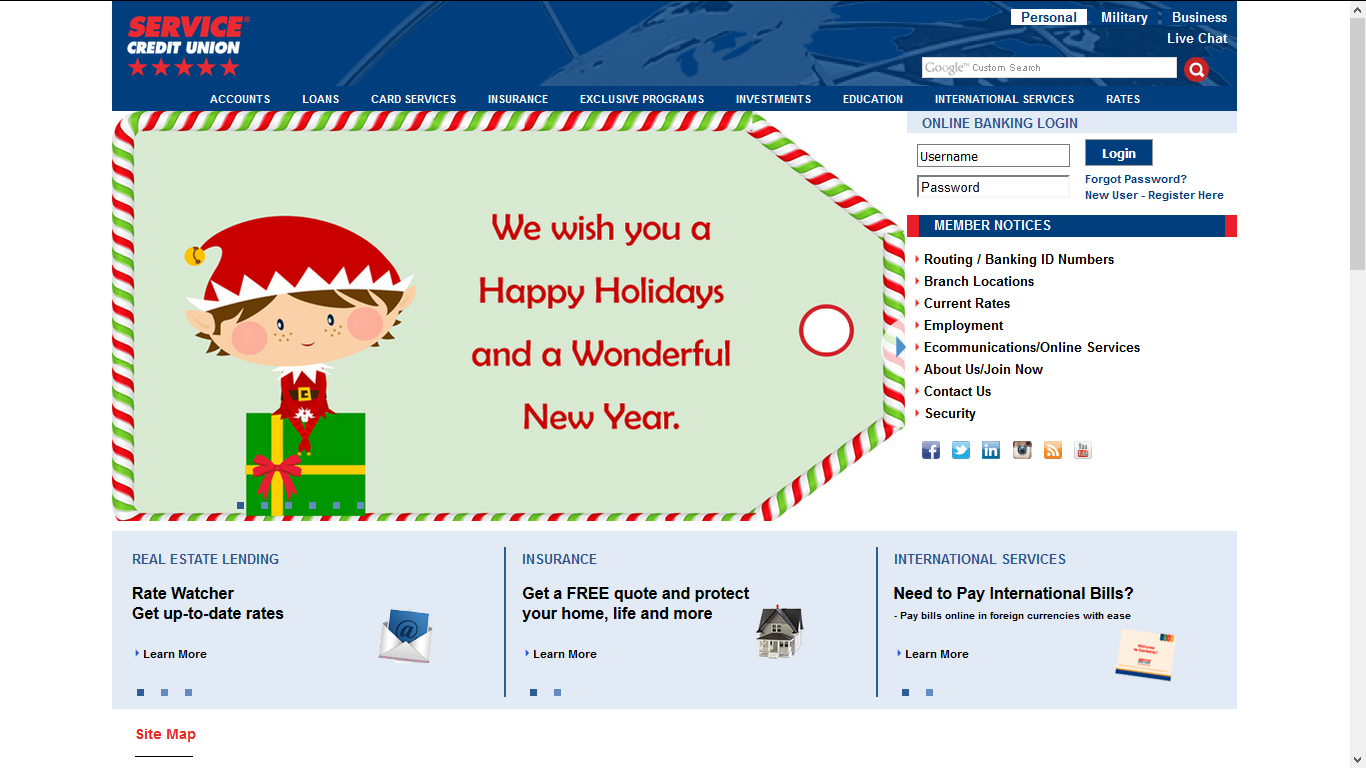 SERVICE®
CREDIT UNION
Personal
Military
Business
Live Chat
Google™ Custom Search
ACCOUNTS
LOANS
CARD SERVICES
INSURANCE
EXCLUSIVE PROGRAMS
INVESTMENTS
EDUCATION
INTERNATIONAL SERVICES
RATES
We wish you a
Happy Holidays
and a Wonderful
New Year.
ONLINE BANKING LOGIN
Username
Login
Password
Forgot Password?
New User - Register Here
MEMBER NOTICES
Routing / Banking ID Numbers
Branch Locations
Current Rates
Employment
Ecommunications/Online Services
About Us/Join Now
Contact Us
Security
REAL ESTATE LENDING
Rate Watcher
Get up-to-date rates
Learn More
INSURANCE
Get a FREE quote and protect
your home, life and more
Learn More
INTERNATIONAL SERVICES
Need to Pay International Bills?
- Pay bills online in foreign currencies with ease
Learn More
Site Map